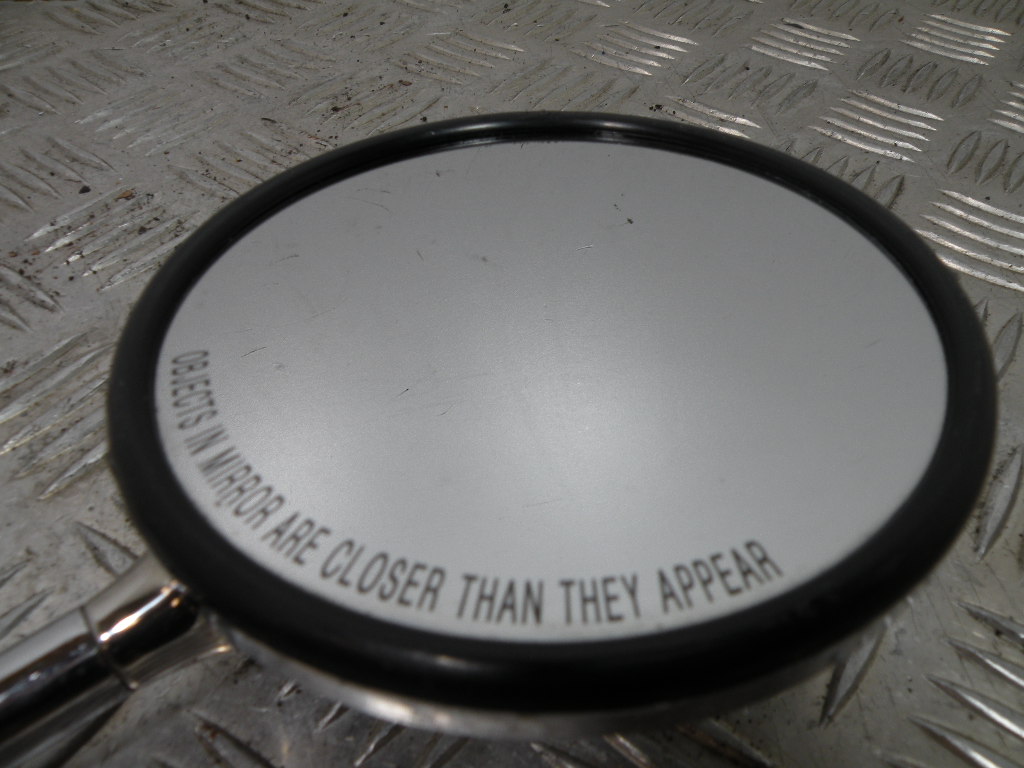 OBJECTS IN MIRROR ARE CLOSER THAN THEY APPEAR